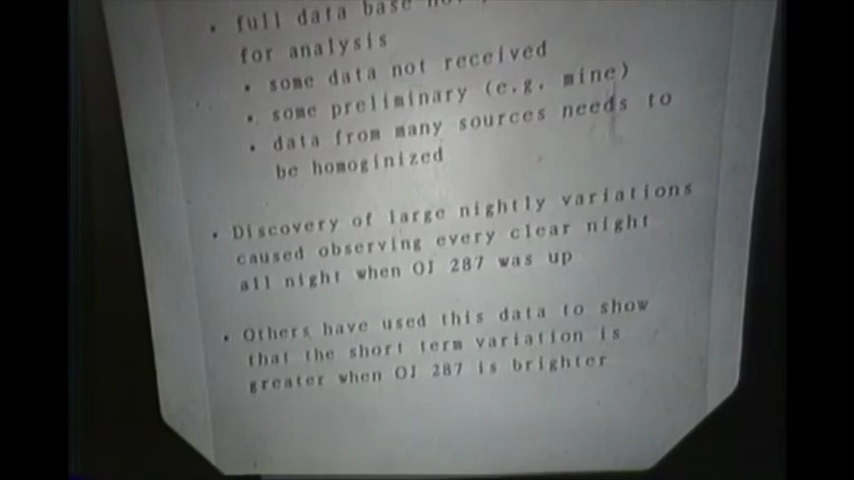 • full data base
for analysis
• some data not received
• some preliminary (e.g. mine)
• data from many sources needs to
be homoginized
• Discovery of large nightly variations
caused observing every clear night
all night when OJ 287 was up
• Others have used this data to show
that the short term variation is
greater when OJ 287 is brighter